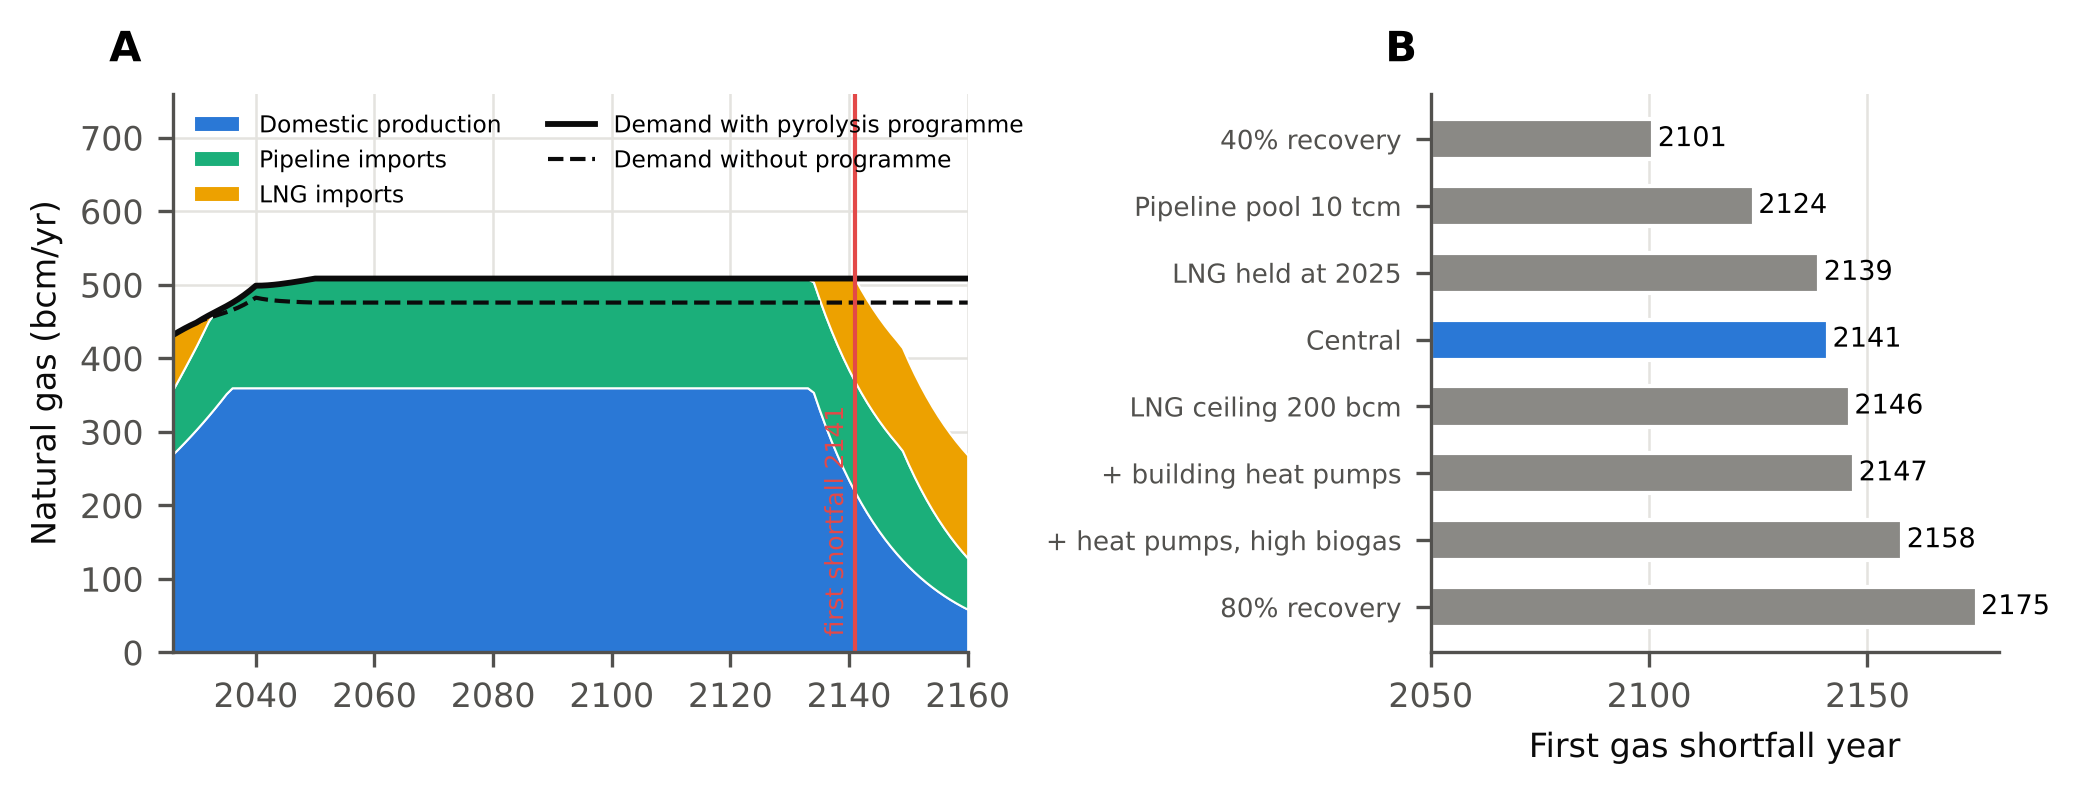 A
Natural gas (bcm/yr)
700
600
500
400
300
200
100
0
Domestic production
Pipeline imports
LNG imports
Demand with pyrolysis programme
Demand without programme
first shortfall 2141
2040 2060 2080 2100 2120 2140 2160
B
40% recovery 2101
Pipeline pool 10 tcm 2124
LNG held at 2025 2139
Central 2141
LNG ceiling 200 bcm 2146
+ building heat pumps 2147
+ heat pumps, high biogas 2158
80% recovery 2175
2050 2100 2150
First gas shortfall year